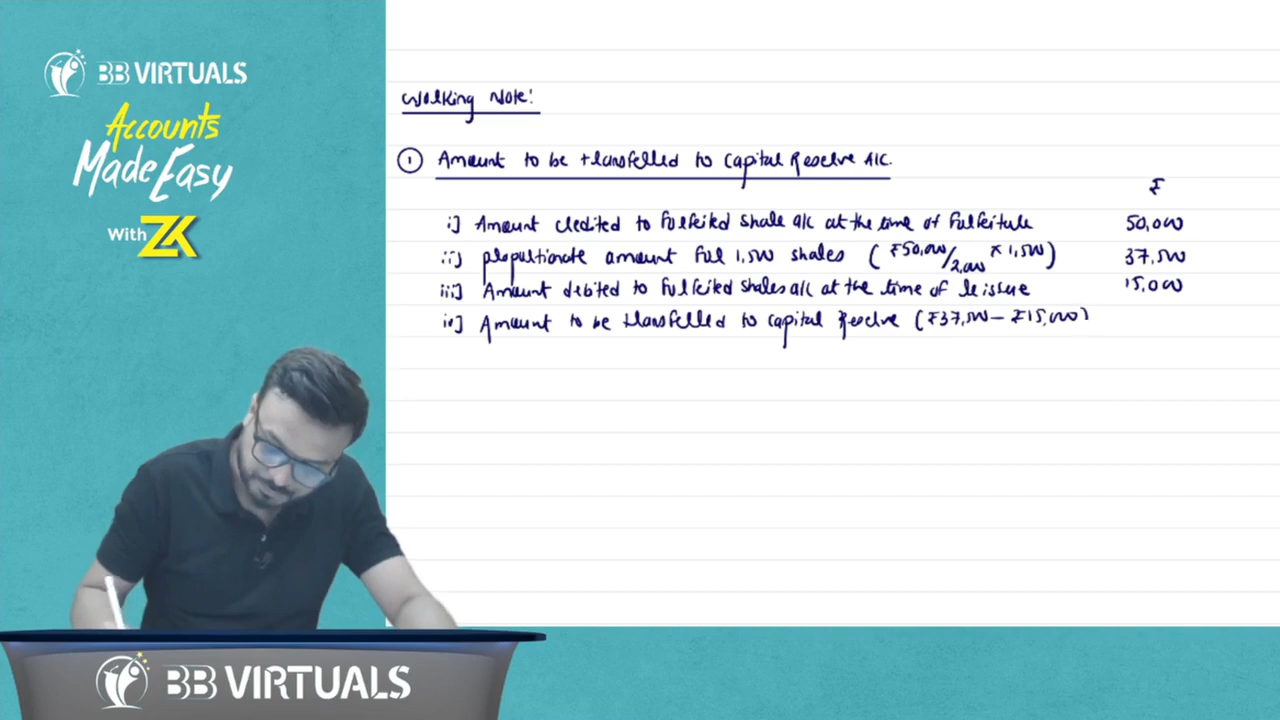 BB VIRTUALS
Accounts
Made Easy
With ZK
Working Note:
① Amount to be transferred to Capital Reserve A/C.
₹
i] Amount credited to forfeited share a/c at the time of forfeiture 50,000
ii] proportionate amount for 1,500 shares (₹50,000/2,000 × 1,500) 37,500
iii] Amount debited to forfeited shares a/c at the time of reissue 15,000
iv] Amount to be transferred to capital Reserve (₹37,500 – ₹15,000)
BB VIRTUALS